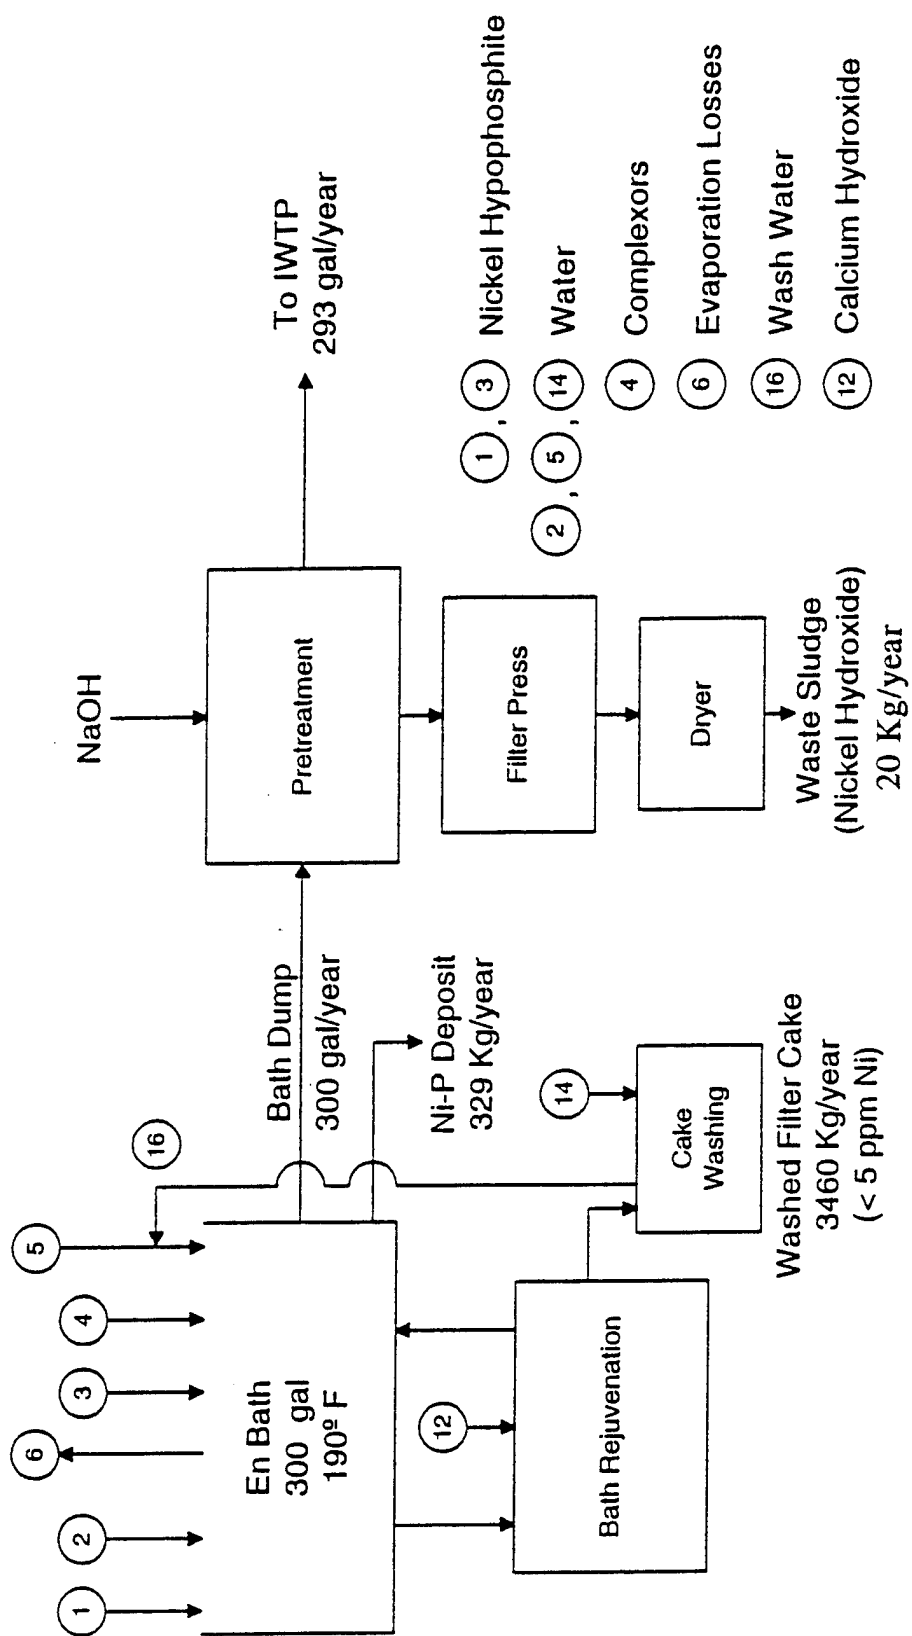 1
2
6
3
4
5
16
En Bath
300 gal
190º F
Bath Dump
300 gal/year
Ni-P Deposit
329 Kg/year
12
Bath Rejuvenation
14
Cake
Washing
Washed Filter Cake
3460 Kg/year
(< 5 ppm Ni)
NaOH
Pretreatment
To IWTP
293 gal/year
Filter Press
Dryer
Waste Sludge
(Nickel Hydroxide)
20 Kg/year
1, 3 Nickel Hypophosphite
2, 5, 14 Water
4 Complexors
6 Evaporation Losses
16 Wash Water
12 Calcium Hydroxide